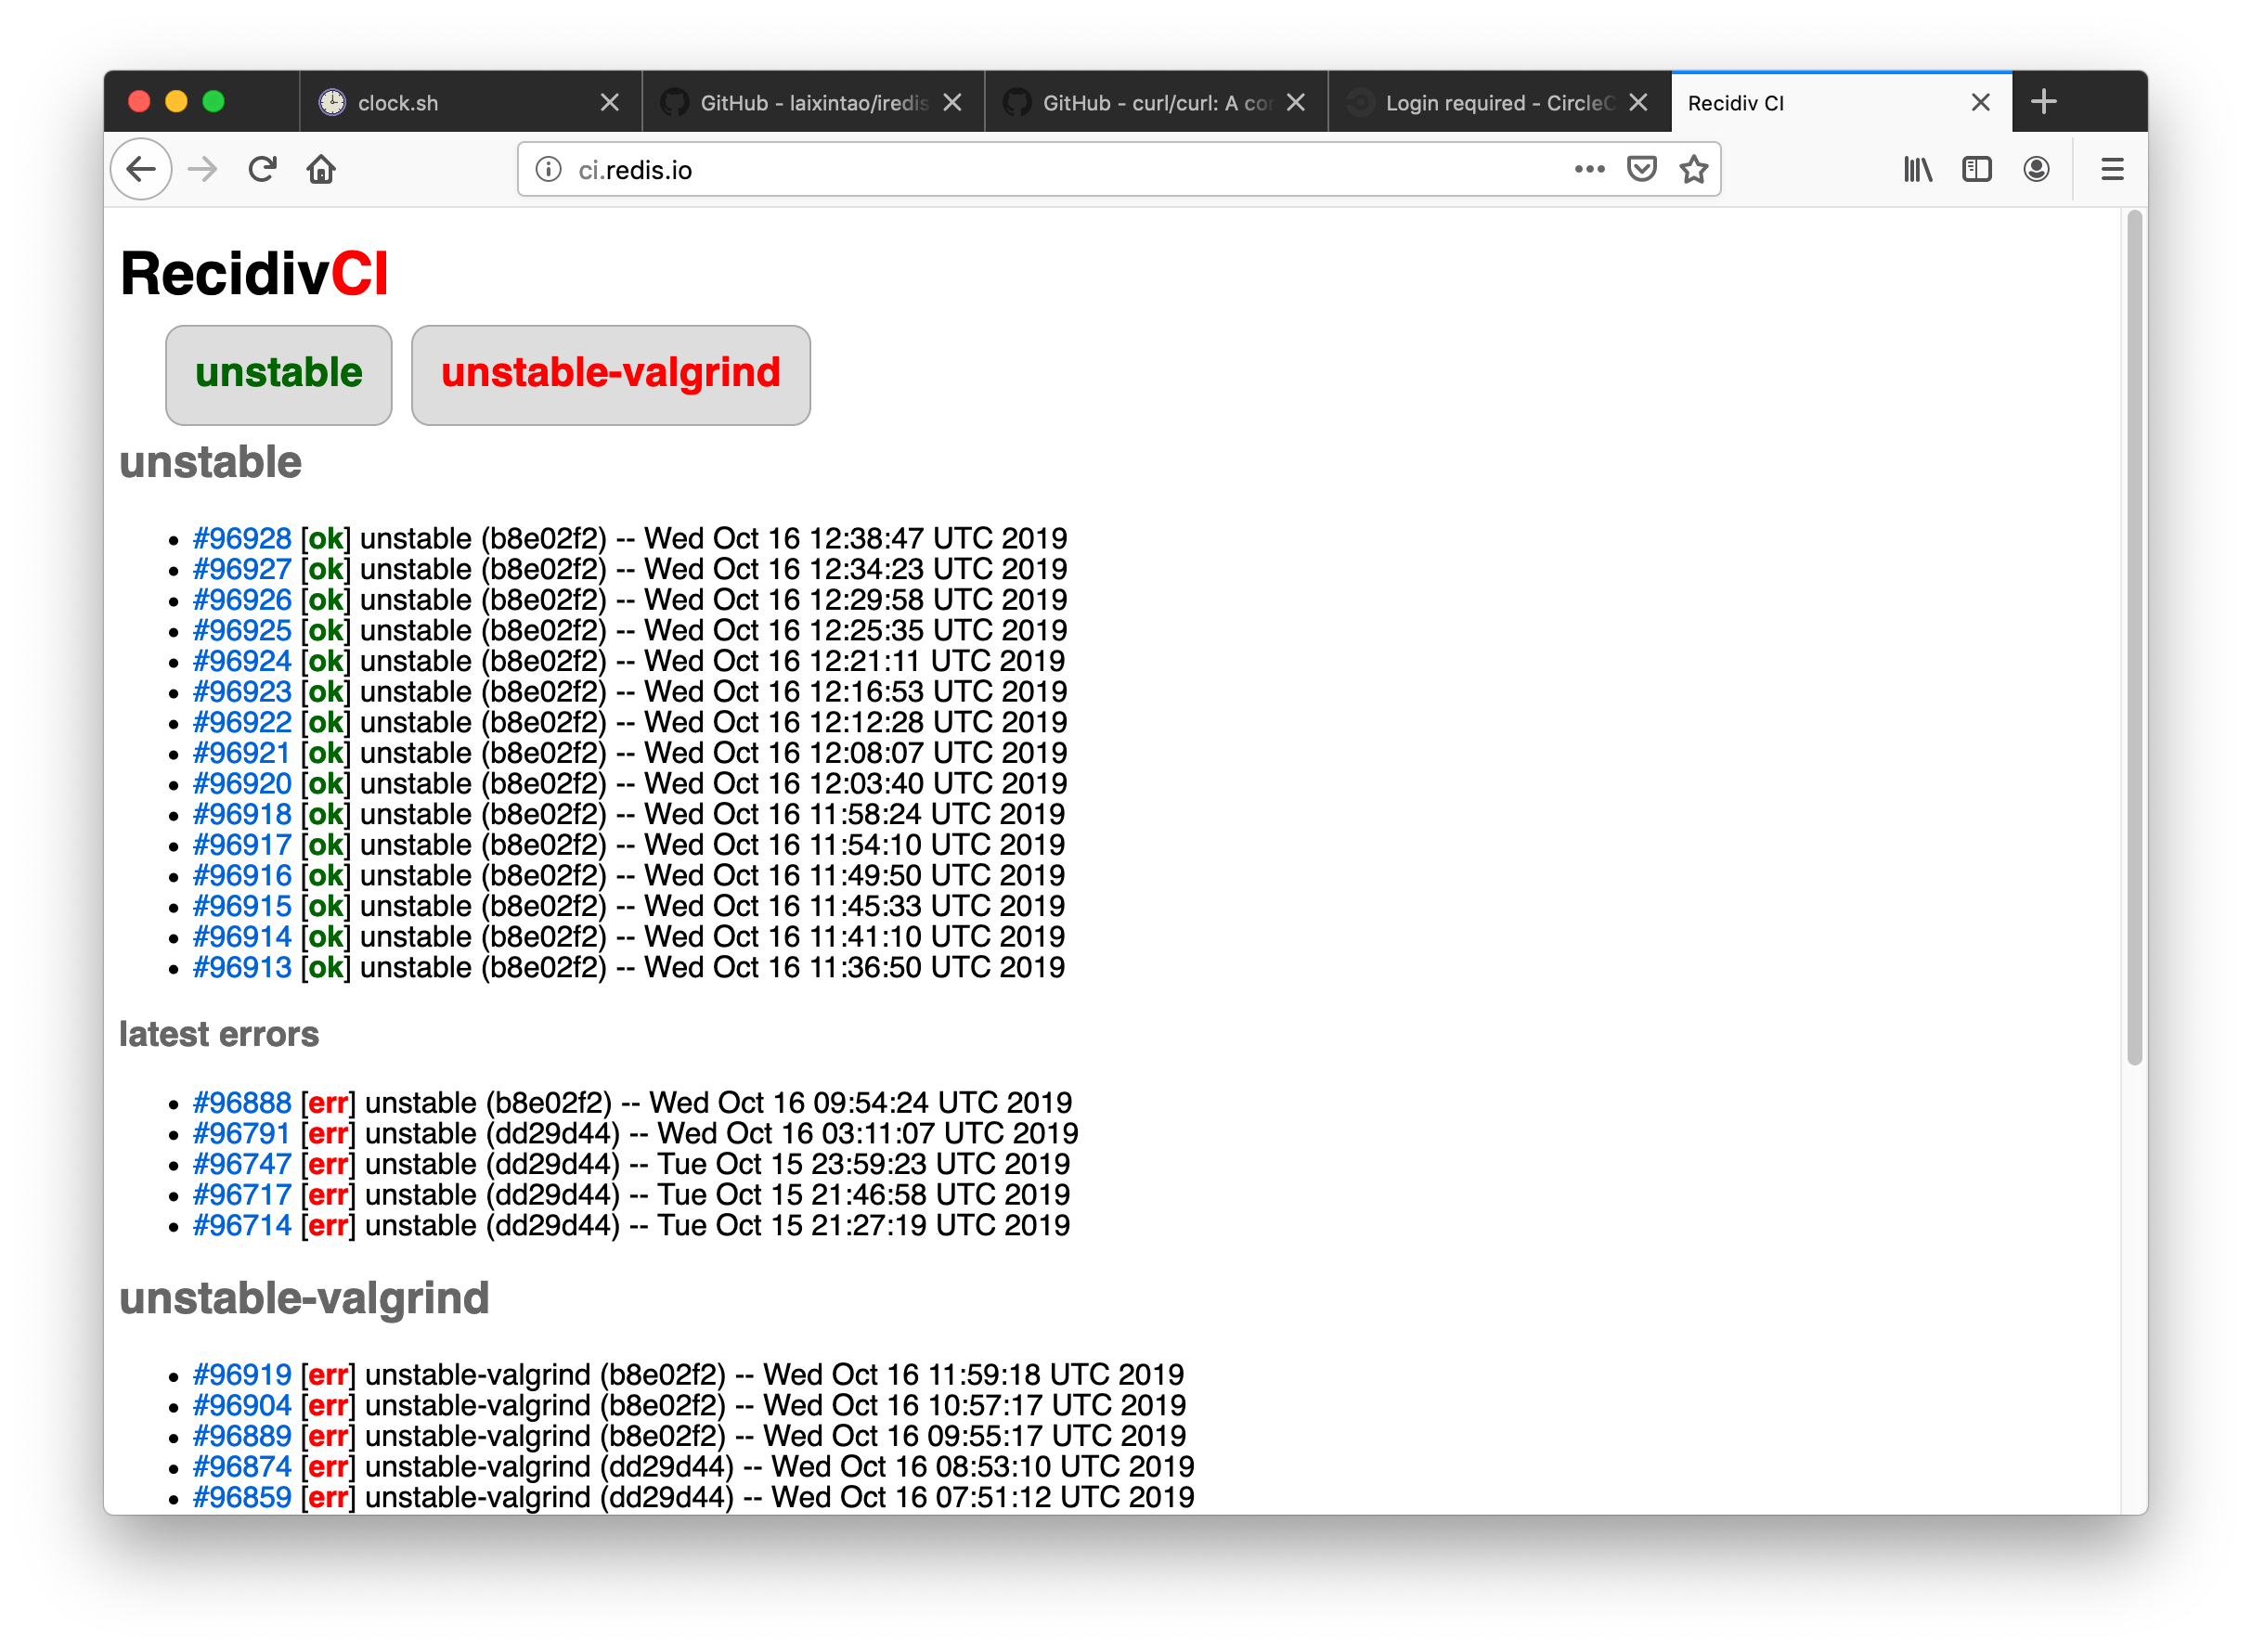 clock.sh
GitHub - laixintao/iredis
GitHub - curl/curl: A cor
Login required - CircleC
Recidiv CI
ci.redis.io
RecidivCI
unstable
unstable-valgrind
unstable
#96928 [ok] unstable (b8e02f2) -- Wed Oct 16 12:38:47 UTC 2019
#96927 [ok] unstable (b8e02f2) -- Wed Oct 16 12:34:23 UTC 2019
#96926 [ok] unstable (b8e02f2) -- Wed Oct 16 12:29:58 UTC 2019
#96925 [ok] unstable (b8e02f2) -- Wed Oct 16 12:25:35 UTC 2019
#96924 [ok] unstable (b8e02f2) -- Wed Oct 16 12:21:11 UTC 2019
#96923 [ok] unstable (b8e02f2) -- Wed Oct 16 12:16:53 UTC 2019
#96922 [ok] unstable (b8e02f2) -- Wed Oct 16 12:12:28 UTC 2019
#96921 [ok] unstable (b8e02f2) -- Wed Oct 16 12:08:07 UTC 2019
#96920 [ok] unstable (b8e02f2) -- Wed Oct 16 12:03:40 UTC 2019
#96918 [ok] unstable (b8e02f2) -- Wed Oct 16 11:58:24 UTC 2019
#96917 [ok] unstable (b8e02f2) -- Wed Oct 16 11:54:10 UTC 2019
#96916 [ok] unstable (b8e02f2) -- Wed Oct 16 11:49:50 UTC 2019
#96915 [ok] unstable (b8e02f2) -- Wed Oct 16 11:45:33 UTC 2019
#96914 [ok] unstable (b8e02f2) -- Wed Oct 16 11:41:10 UTC 2019
#96913 [ok] unstable (b8e02f2) -- Wed Oct 16 11:36:50 UTC 2019
latest errors
#96888 [err] unstable (b8e02f2) -- Wed Oct 16 09:54:24 UTC 2019
#96791 [err] unstable (dd29d44) -- Wed Oct 16 03:11:07 UTC 2019
#96747 [err] unstable (dd29d44) -- Tue Oct 15 23:59:23 UTC 2019
#96717 [err] unstable (dd29d44) -- Tue Oct 15 21:46:58 UTC 2019
#96714 [err] unstable (dd29d44) -- Tue Oct 15 21:27:19 UTC 2019
unstable-valgrind
#96919 [err] unstable-valgrind (b8e02f2) -- Wed Oct 16 11:59:18 UTC 2019
#96904 [err] unstable-valgrind (b8e02f2) -- Wed Oct 16 10:57:17 UTC 2019
#96889 [err] unstable-valgrind (b8e02f2) -- Wed Oct 16 09:55:17 UTC 2019
#96874 [err] unstable-valgrind (dd29d44) -- Wed Oct 16 08:53:10 UTC 2019
#96859 [err] unstable-valgrind (dd29d44) -- Wed Oct 16 07:51:12 UTC 2019